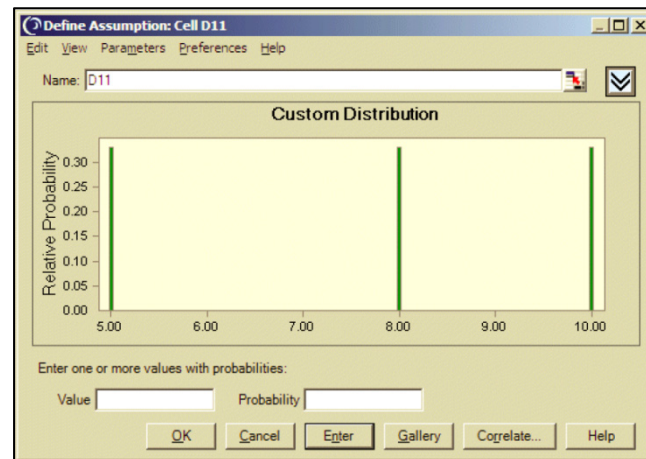 Define Assumption: Cell D11
Edit View Parameters Preferences Help
Name: D11
Custom Distribution
Relative Probability
0.30
0.25
0.20
0.15
0.10
0.05
0.00
5.00 6.00 7.00 8.00 9.00 10.00
Enter one or more values with probabilities:
Value Probability
OK Cancel Enter Gallery Correlate... Help